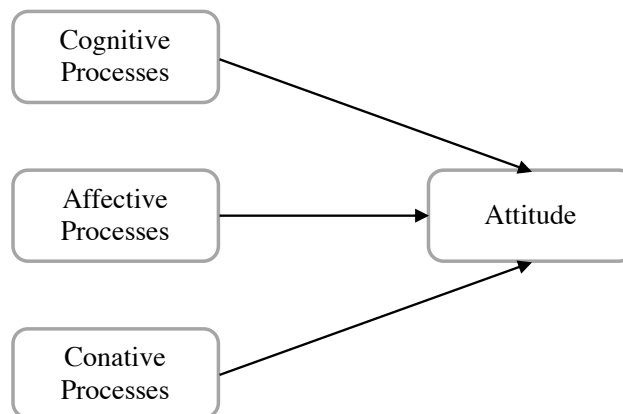 Cognitive
Processes
Affective
Processes
Attitude
Conative
Processes